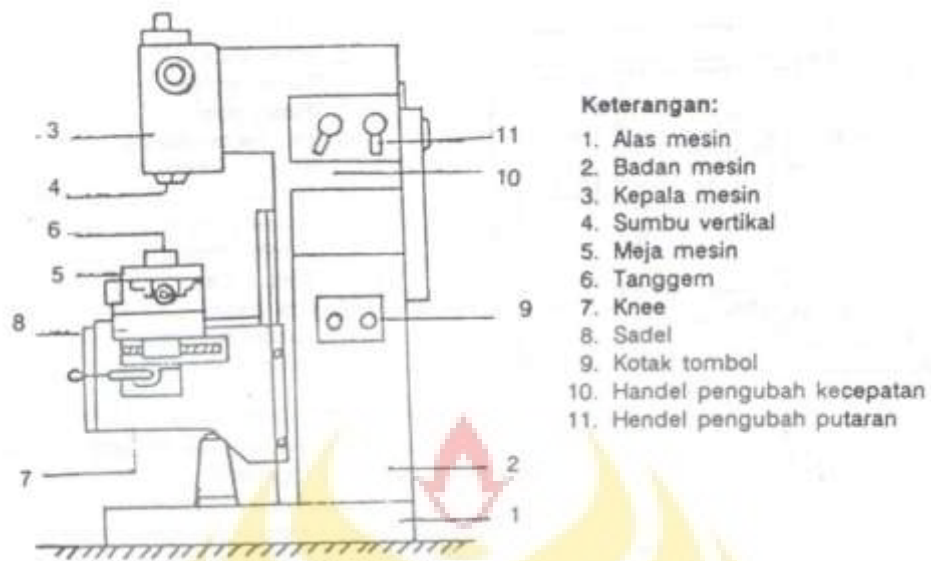 3
4
6
5
8
7
11
10
9
2
1
Keterangan:
1. Alas mesin
2. Badan mesin
3. Kepala mesin
4. Sumbu vertikal
5. Meja mesin
6. Tanggem
7. Knee
8. Sadel
9. Kotak tombol
10. Handel pengubah kecepatan
11. Hendel pengubah putaran